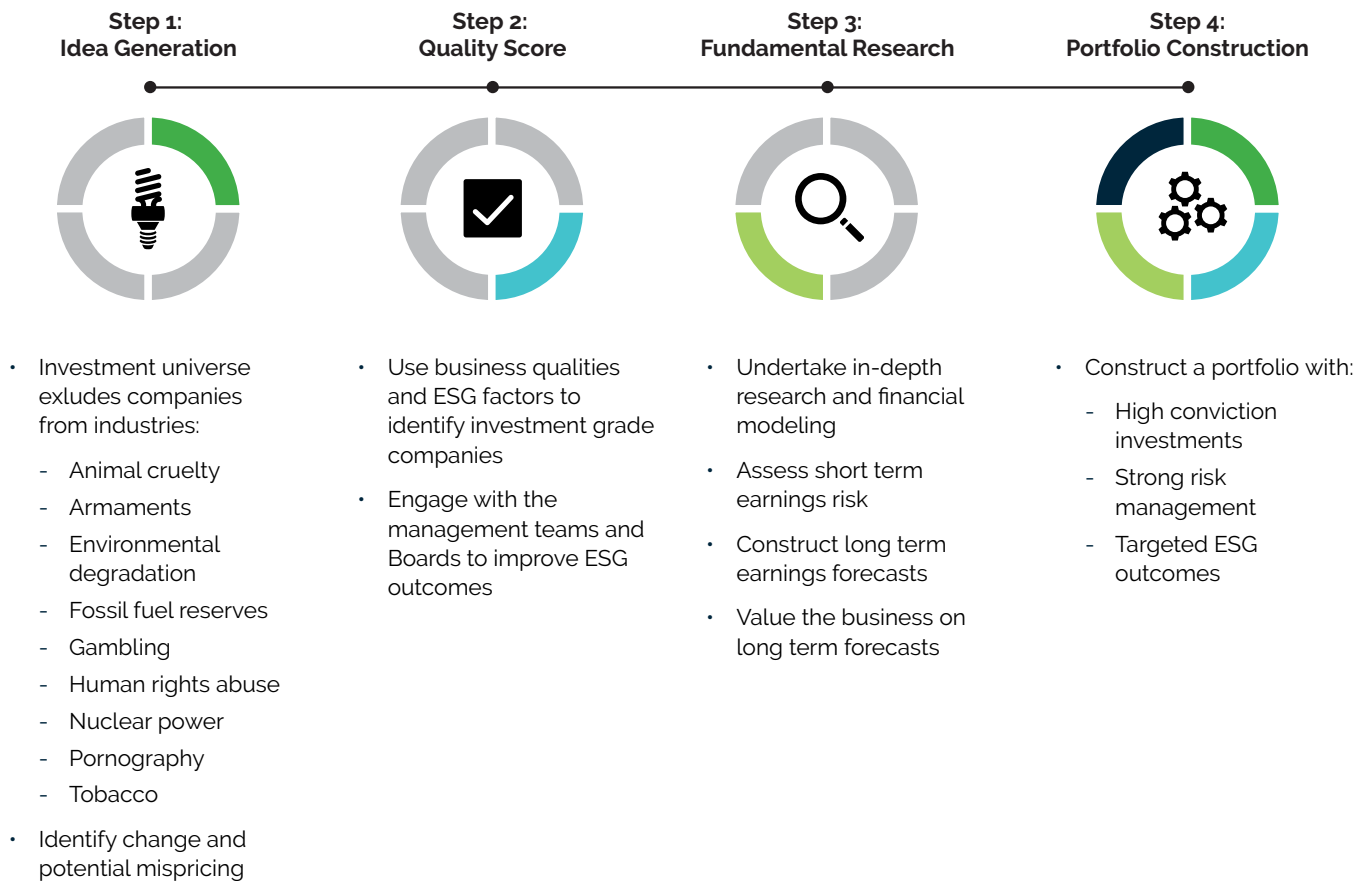 Step 1:
Idea Generation
Step 2:
Quality Score
Step 3:
Fundamental Research
Step 4:
Portfolio Construction
• Investment universe
exludes companies
from industries:
- Animal cruelty
- Armaments
- Environmental
degradation
- Fossil fuel reserves
- Gambling
- Human rights abuse
- Nuclear power
- Pornography
- Tobacco
• Identify change and
potential mispricing
• Use business qualities
and ESG factors to
identify investment grade
companies
• Engage with the
management teams and
Boards to improve ESG
outcomes
• Undertake in-depth
research and financial
modeling
• Assess short term
earnings risk
• Construct long term
earnings forecasts
• Value the business on
long term forecasts
• Construct a portfolio with:
- High conviction
investments
- Strong risk
management
- Targeted ESG
outcomes